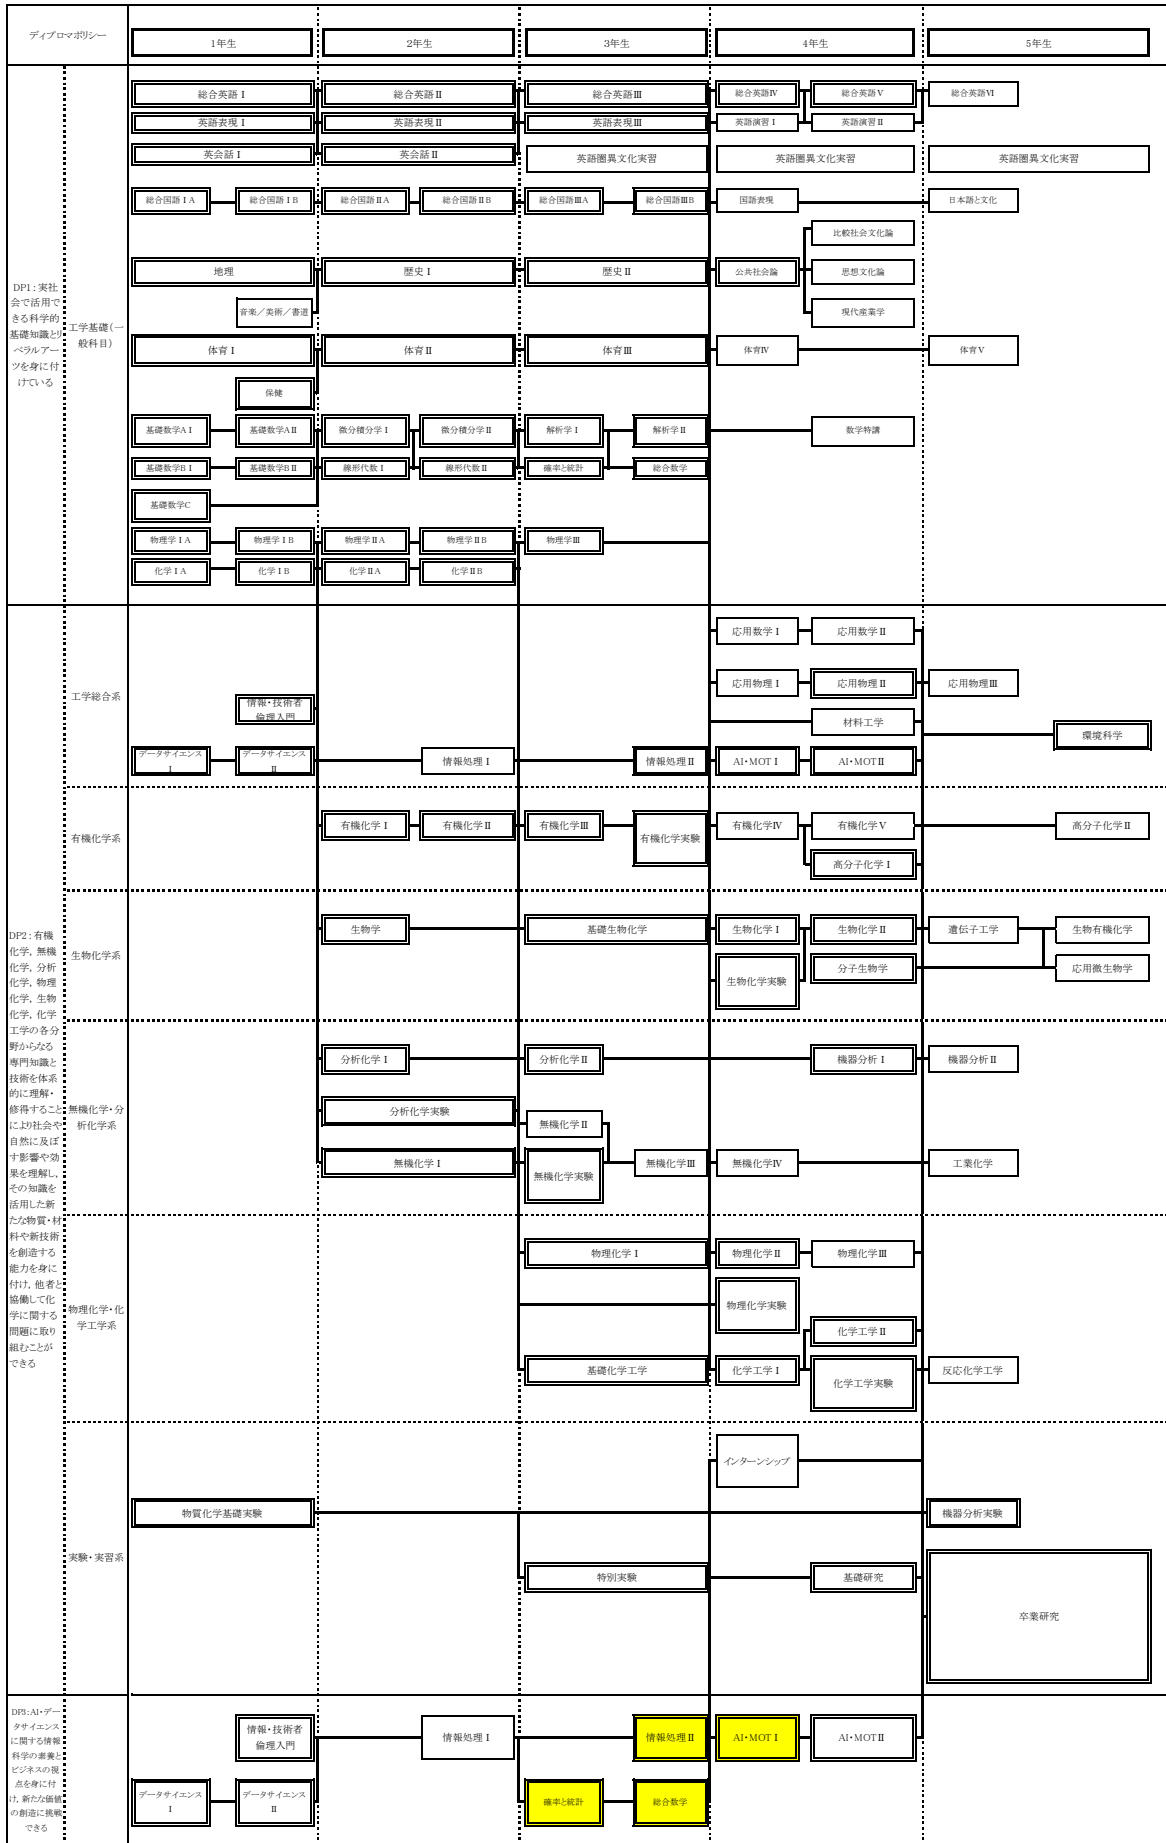 ディプロマポリシー
1年生
2年生
3年生
4年生
5年生
DP1：実社
会で活用で
きる科学的
基礎知識とリ
ベラルアー
ツを身に付
けている
工学基礎（一
般科目）
総合英語Ⅰ
総合英語Ⅱ
総合英語Ⅲ
総合英語Ⅳ
総合英語Ⅴ
総合英語Ⅵ
英語表現Ⅰ
英語表現Ⅱ
英語表現Ⅲ
英語演習Ⅰ
英語演習Ⅱ
英会話Ⅰ
英会話Ⅱ
英語圏異文化実習
英語圏異文化実習
英語圏異文化実習
総合国語ⅠA
総合国語ⅠB
総合国語ⅡA
総合国語ⅡB
総合国語ⅢA
総合国語ⅢB
国語表現
日本語と文化
比較社会文化論
地理
歴史Ⅰ
歴史Ⅱ
公共社会論
思想文化論
音楽／美術／書道
現代産業学
体育Ⅰ
体育Ⅱ
体育Ⅲ
体育Ⅳ
体育Ⅴ
保健
基礎数学AⅠ
基礎数学AⅡ
微分積分学Ⅰ
微分積分学Ⅱ
解析学Ⅰ
解析学Ⅱ
数学特講
基礎数学BⅠ
基礎数学BⅡ
線形代数Ⅰ
線形代数Ⅱ
確率と統計
総合数学
基礎数学C
物理学ⅠA
物理学ⅠB
物理学ⅡA
物理学ⅡB
物理学Ⅲ
化学ⅠA
化学ⅠB
化学ⅡA
化学ⅡB
DP2：有機
化学，無機
化学，分析
化学，物理
化学，生物
化学，化学
工学の各分
野からなる
専門知識と
技術を体系
的に理解・
修得すること
により社会や
自然に及ぼ
す影響や効
果を理解し，
その知識を
活用した新
たな物質・材
料や新技術
を創造する
能力を身に
付け，他者と
協働して化
学に関する
問題に取り
組むことが
できる
工学総合系
応用数学Ⅰ
応用数学Ⅱ
応用物理Ⅰ
応用物理Ⅱ
応用物理Ⅲ
情報・技術者
倫理入門
材料工学
環境科学
データサイエンス
Ⅰ
データサイエンス
Ⅱ
情報処理Ⅰ
情報処理Ⅱ
AI・MOTⅠ
AI・MOTⅡ
有機化学系
有機化学Ⅰ
有機化学Ⅱ
有機化学Ⅲ
有機化学実験
有機化学Ⅳ
有機化学Ⅴ
高分子化学Ⅱ
高分子化学Ⅰ
生物化学系
生物学
基礎生物化学
生物化学Ⅰ
生物化学Ⅱ
遺伝子工学
生物有機化学
生物化学実験
分子生物学
応用微生物学
無機化学・分
析化学系
分析化学Ⅰ
分析化学Ⅱ
機器分析Ⅰ
機器分析Ⅱ
分析化学実験
無機化学Ⅱ
無機化学Ⅰ
無機化学実験
無機化学Ⅲ
無機化学Ⅳ
工業化学
物理化学・化
学工学系
物理化学Ⅰ
物理化学Ⅱ
物理化学Ⅲ
物理化学実験
化学工学Ⅱ
基礎化学工学
化学工学Ⅰ
化学工学実験
反応化学工学
実験・実習系
インターンシップ
物質化学基礎実験
機器分析実験
特別実験
基礎研究
卒業研究
DP3：AI・デー
タサイエンス
に関する情報
科学の素養と
ビジネスの視
点を身に付
け，新たな価値
の創造に挑戦
できる
情報・技術者
倫理入門
情報処理Ⅰ
情報処理Ⅱ
AI・MOTⅠ
AI・MOTⅡ
データサイエンス
Ⅰ
データサイエンス
Ⅱ
確率と統計
総合数学